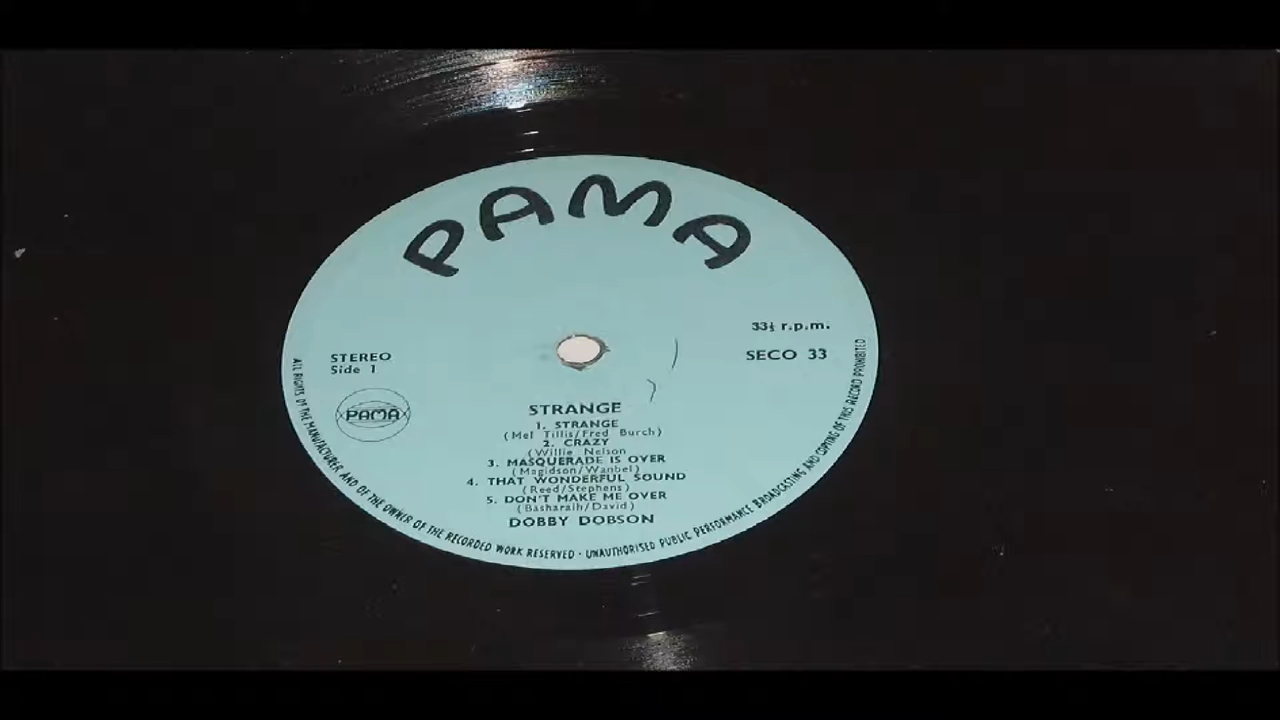 PAMA
33⅓ r.p.m.
SECO 33
STEREO
Side 1
PAMA
STRANGE
1. STRANGE
(Mel Tillis/Fred Burch)
2. CRAZY
(Willie Nelson
3. MASQUERADE IS OVER
(Magidson/Wanbel)
4. THAT WONDERFUL SOUND
(Reed/Stephens)
5. DON'T MAKE ME OVER
(Basharaih/David)
DOBBY DOBSON
ALL RIGHTS OF THE MANUFACTURER AND OF THE OWNER OF THE RECORDED WORK RESERVED · UNAUTHORISED PUBLIC PERFORMANCE BROADCASTING AND COPYING OF THIS RECORD PROHIBITED